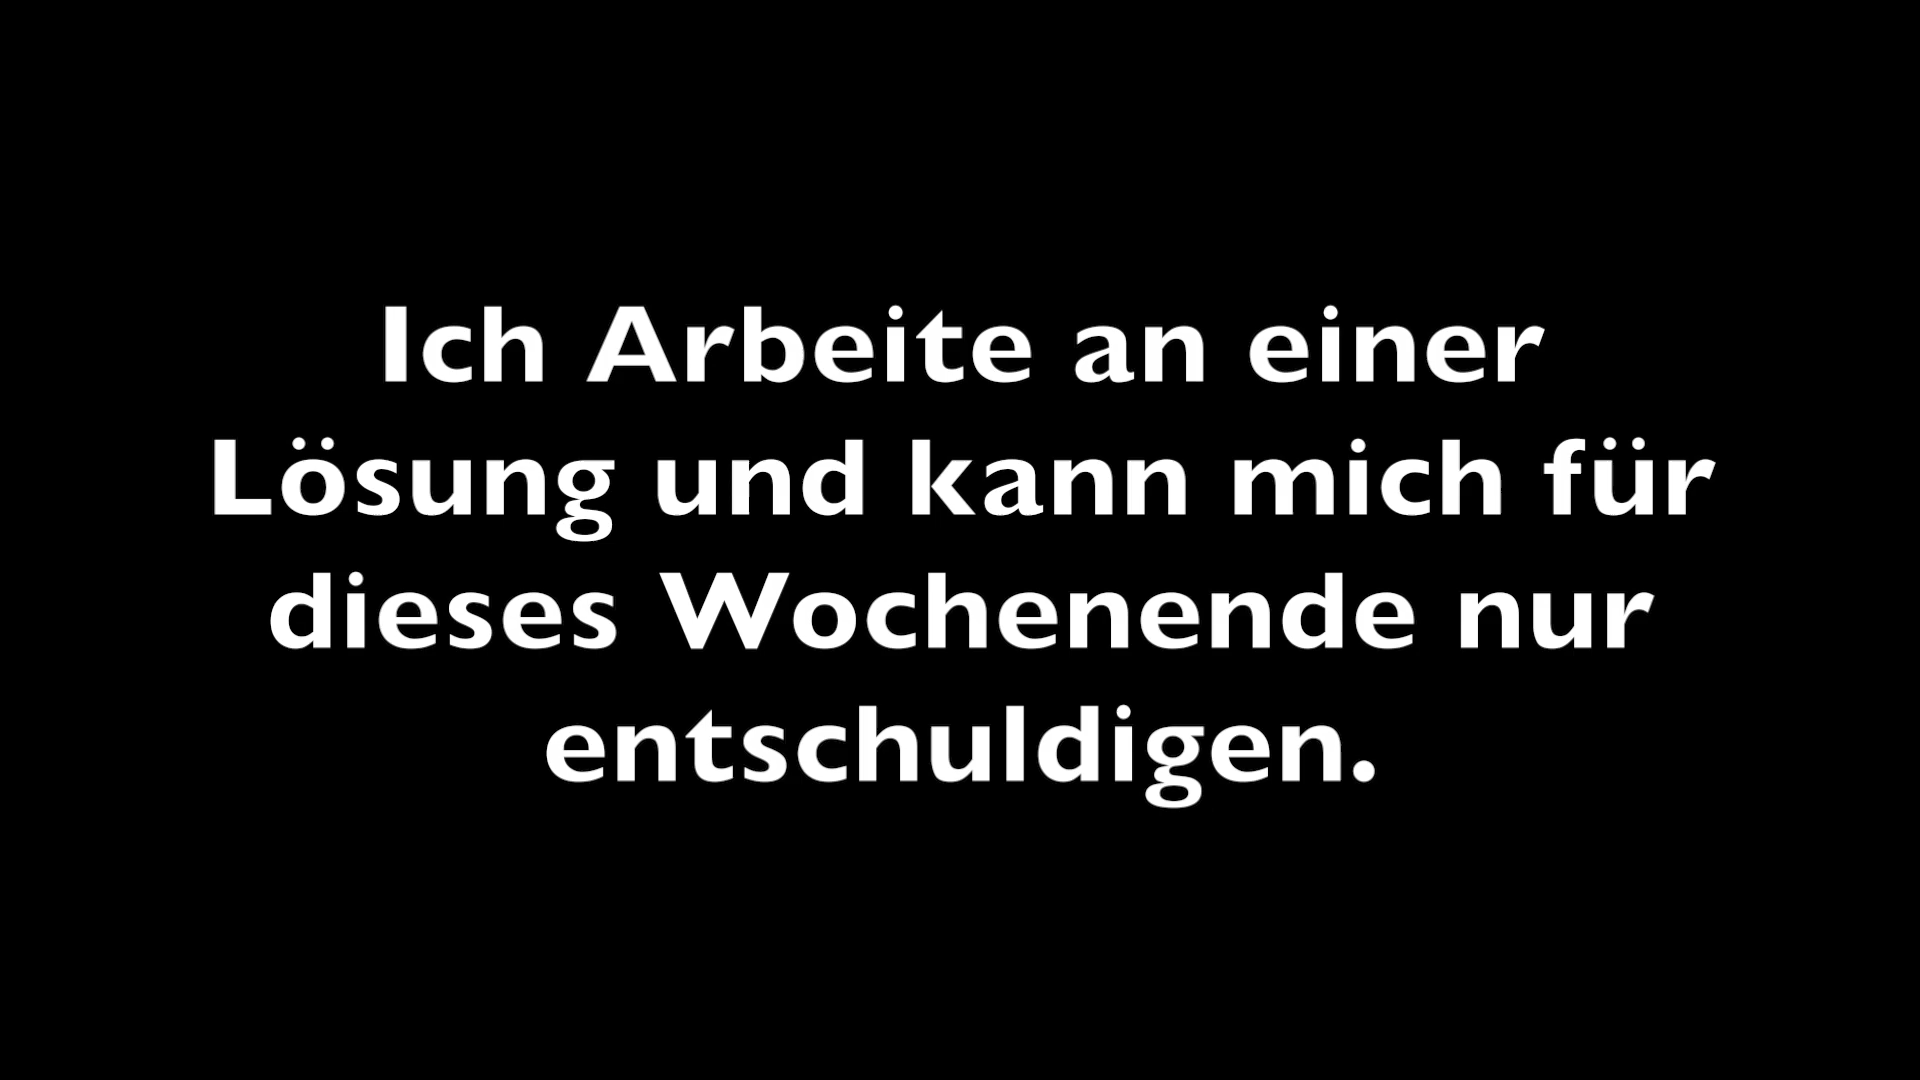 Ich Arbeite an einer
Lösung und kann mich für
dieses Wochenende nur
entschuldigen.